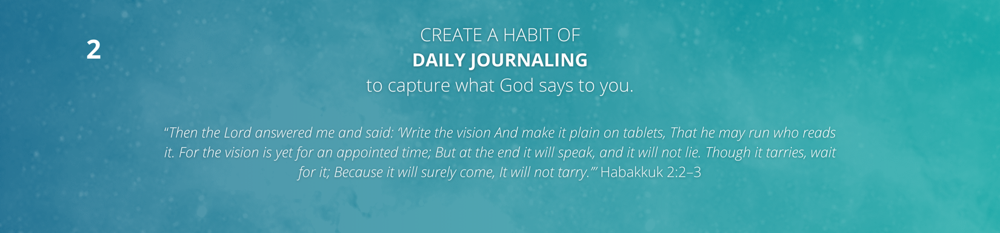 2
CREATE A HABIT OF
DAILY JOURNALING
to capture what God says to you.
“Then the Lord answered me and said: ‘Write the vision And make it plain on tablets, That he may run who reads
it. For the vision is yet for an appointed time; But at the end it will speak, and it will not lie. Though it tarries, wait
for it; Because it will surely come, It will not tarry.’” Habakkuk 2:2–3